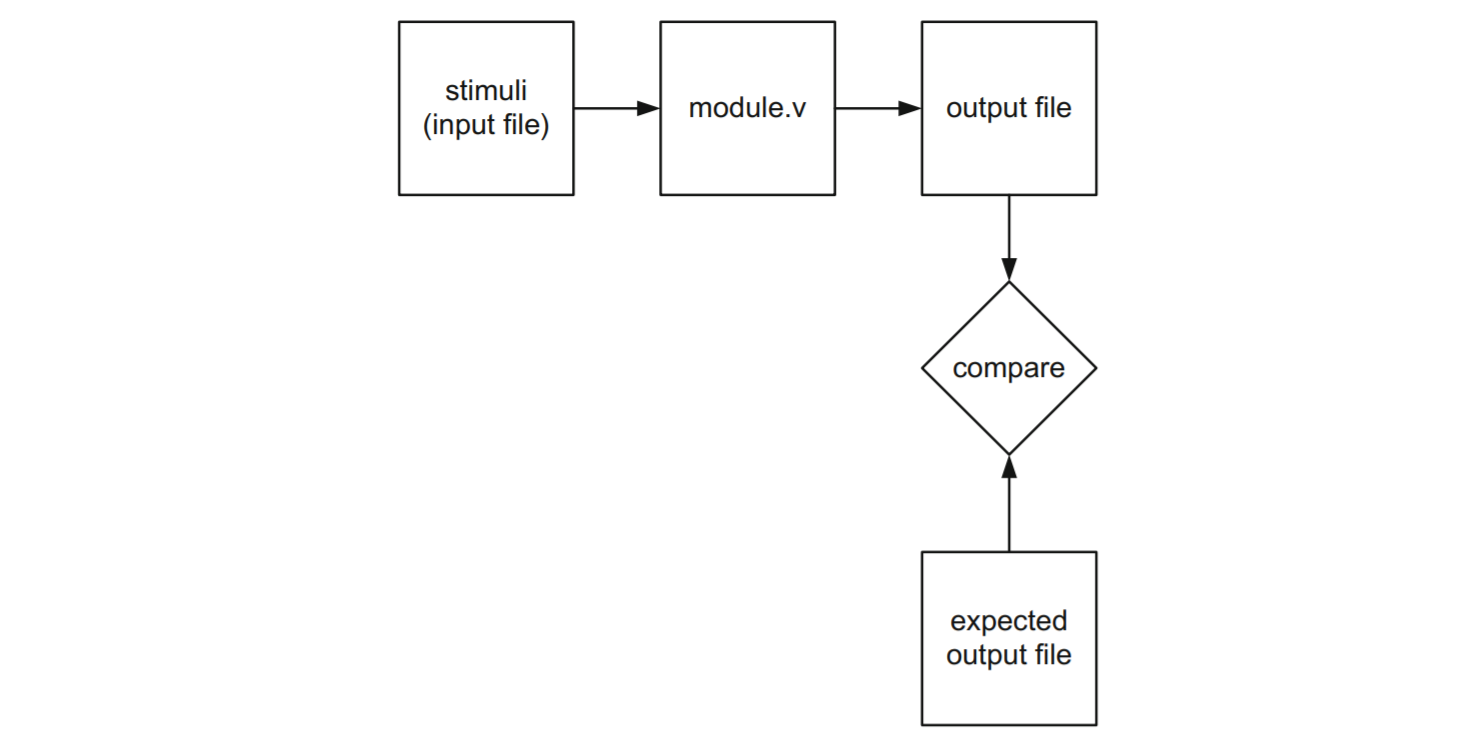 stimuli
(input file)
module.v
output file
compare
expected
output file